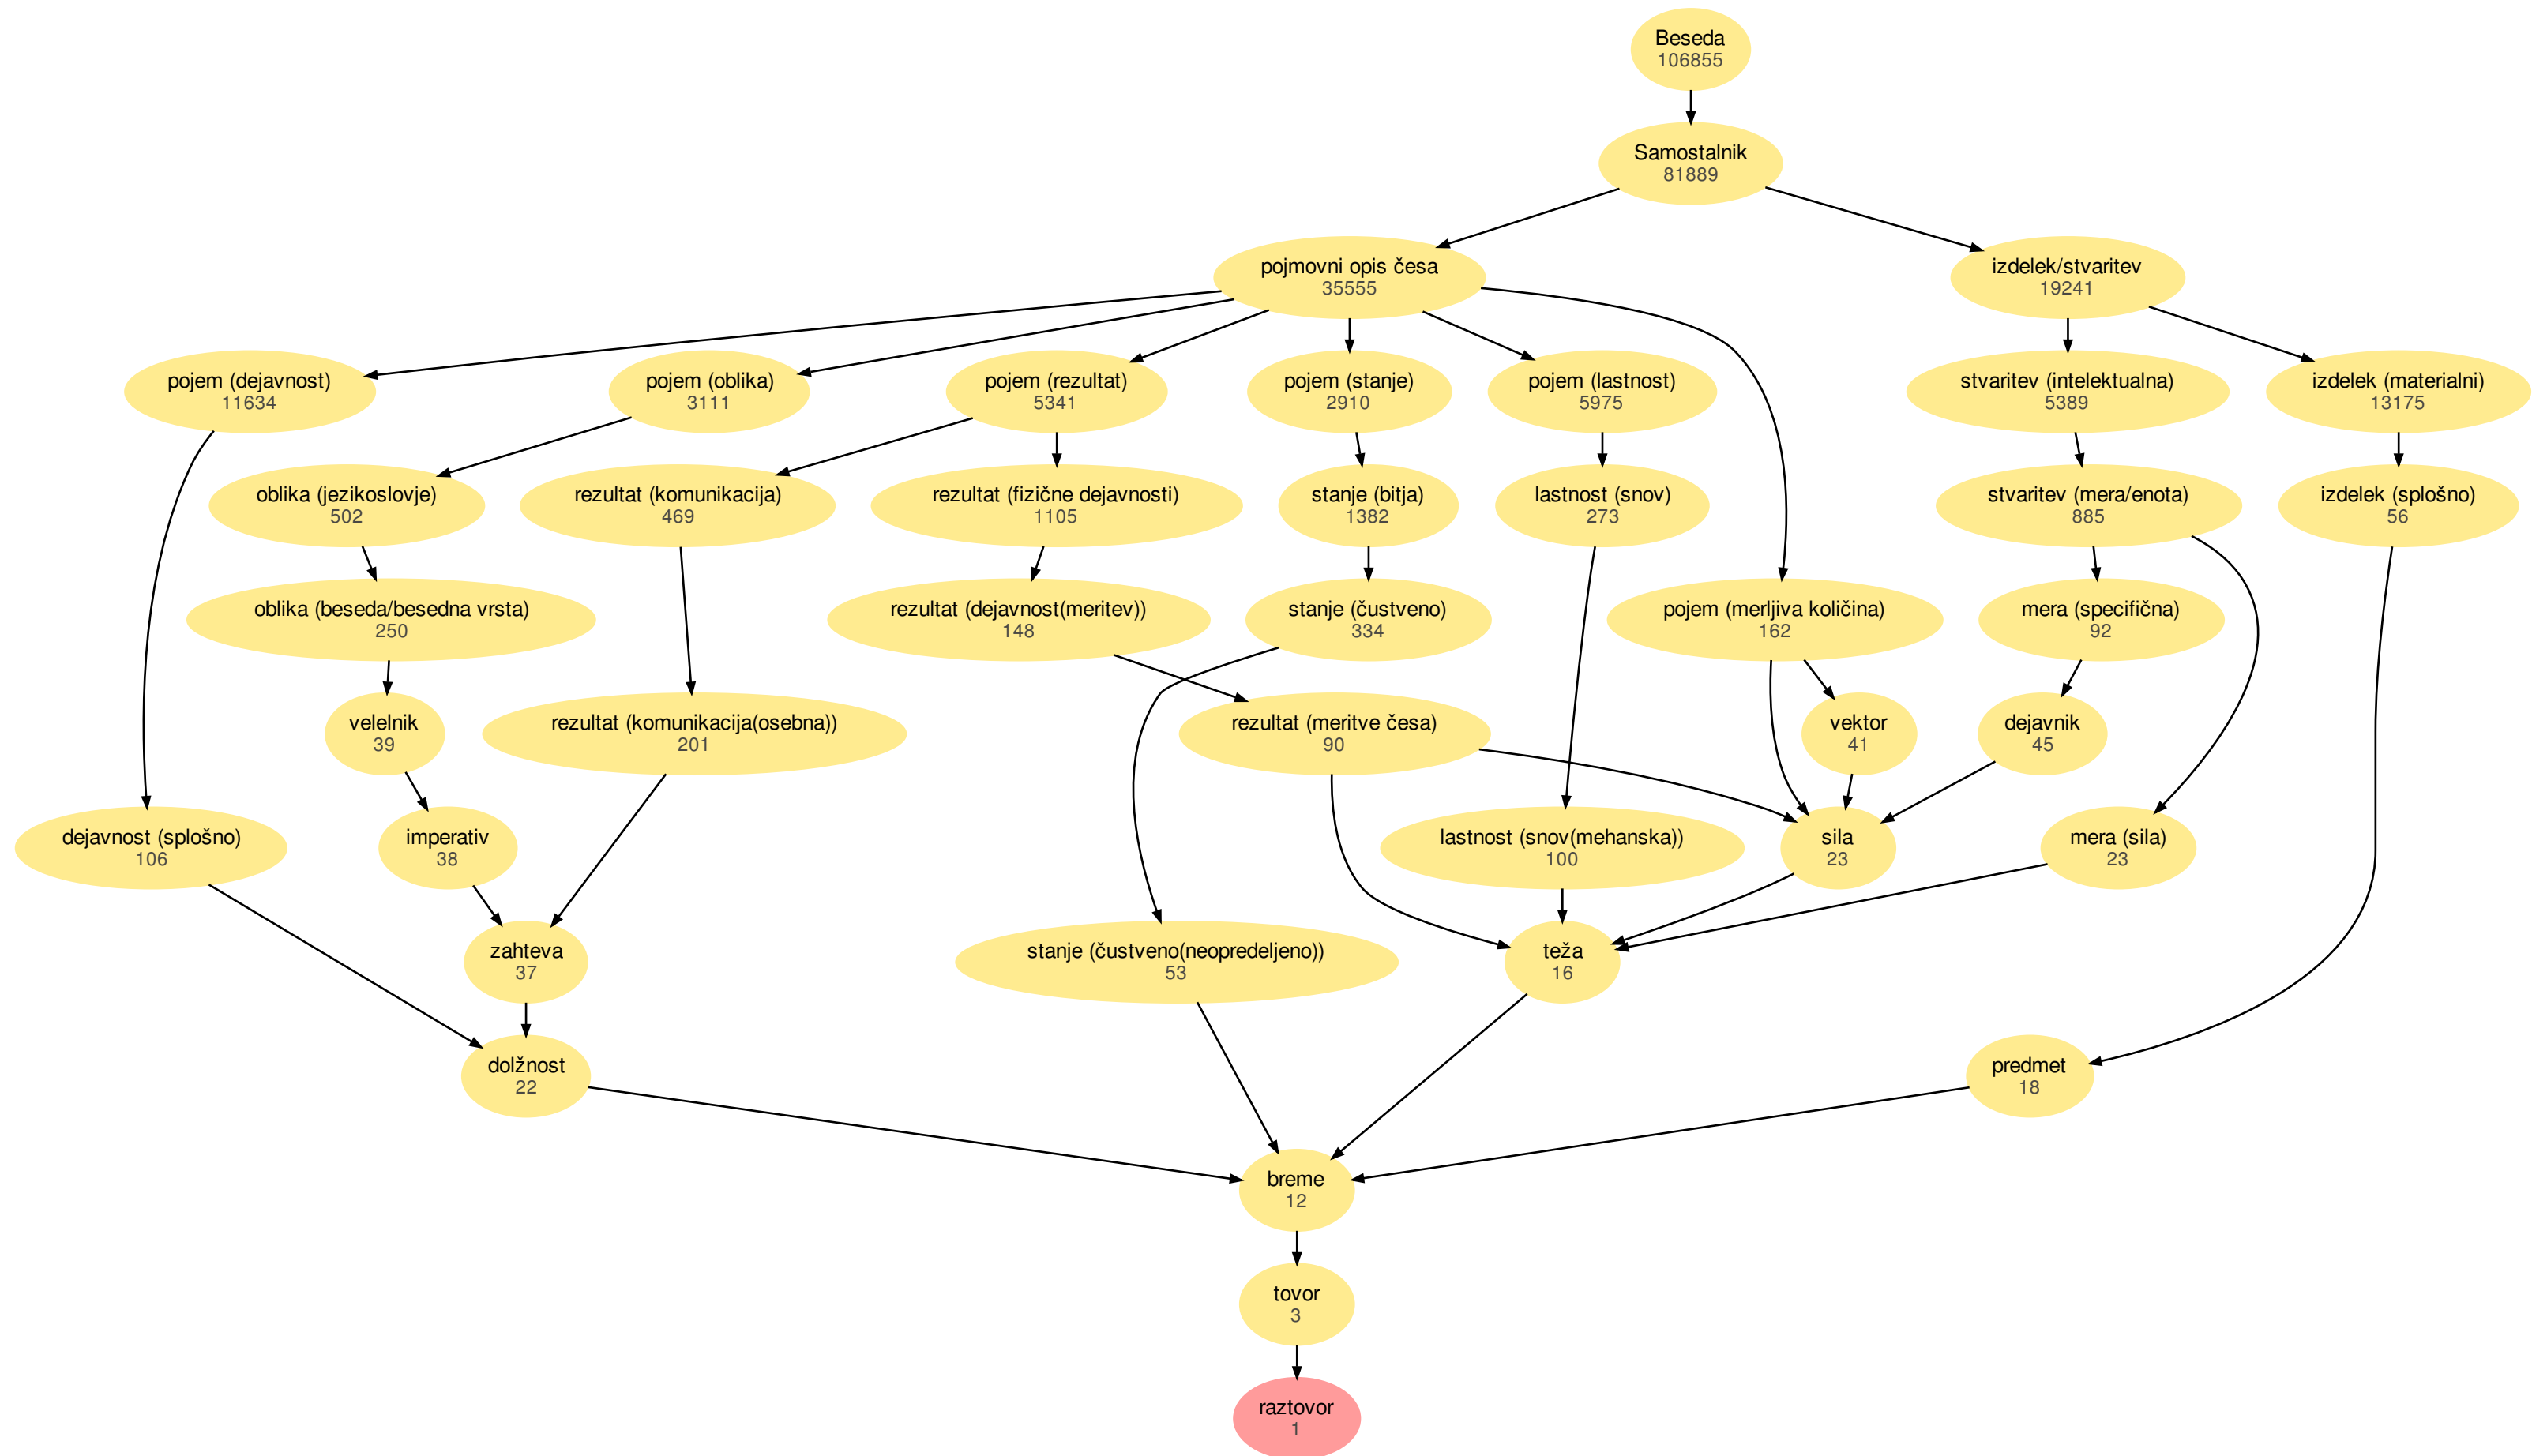 Beseda
106855
Samostalnik
81889
pojmovni opis česa
35555
izdelek/stvaritev
19241
pojem (dejavnost)
11634
pojem (oblika)
3111
pojem (rezultat)
5341
pojem (stanje)
2910
pojem (lastnost)
5975
stvaritev (intelektualna)
5389
izdelek (materialni)
13175
oblika (jezikoslovje)
502
rezultat (komunikacija)
469
rezultat (fizične dejavnosti)
1105
stanje (bitja)
1382
lastnost (snov)
273
stvaritev (mera/enota)
885
izdelek (splošno)
56
oblika (beseda/besedna vrsta)
250
rezultat (dejavnost(meritev))
148
stanje (čustveno)
334
pojem (merljiva količina)
162
mera (specifična)
92
velelnik
39
rezultat (komunikacija(osebna))
201
rezultat (meritve česa)
90
vektor
41
dejavnik
45
dejavnost (splošno)
106
imperativ
38
lastnost (snov(mehanska))
100
sila
23
mera (sila)
23
zahteva
37
stanje (čustveno(neopredeljeno))
53
teža
16
dolžnost
22
predmet
18
breme
12
tovor
3
raztovor
1